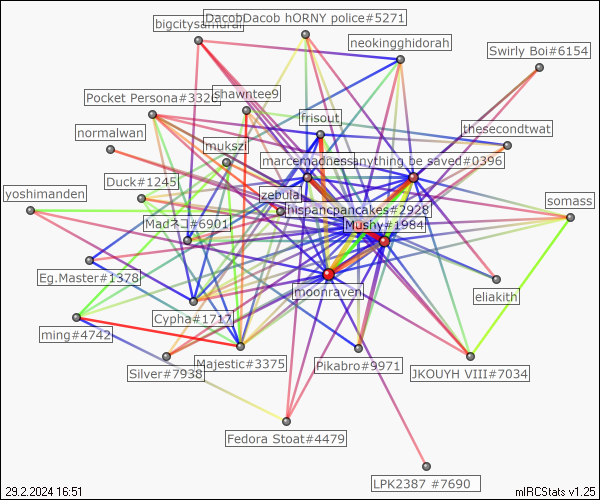 DacobDacob hORNY police#5271
bigcitysamurai
neokingghidorah
Swirly Boi#6154
shawntee9
Pocket Persona#3326
frisout
thesecondtwat
normalwan
mukszi
marcemadness
anything be saved#0396
Duck#1245
zebula
yoshimanden
somass
hispancpancakes#2928
Madネコ#6901
Mushy#1984
Eg.Master#1378
moonraven
eliakith
Cypha#1717
ming#4742
Majestic#3375
Pikabro#9971
Silver#7938
JKOUYH VIII#7034
Fedora Stoat#4479
LPK2387 #7690
29.2.2024 16:51
mIRCStats v1.25